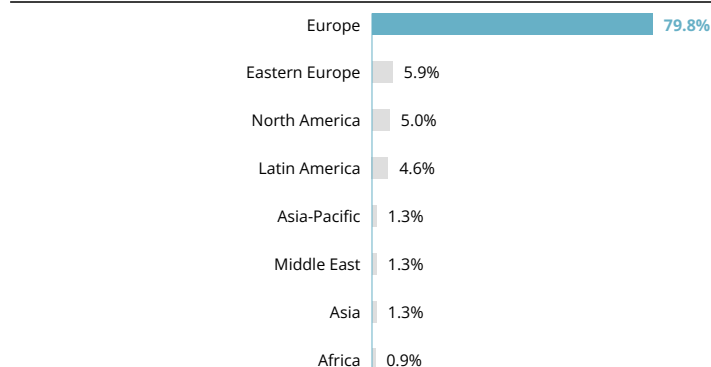 Europe 79.8%
Eastern Europe 5.9%
North America 5.0%
Latin America 4.6%
Asia-Pacific 1.3%
Middle East 1.3%
Asia 1.3%
Africa 0.9%